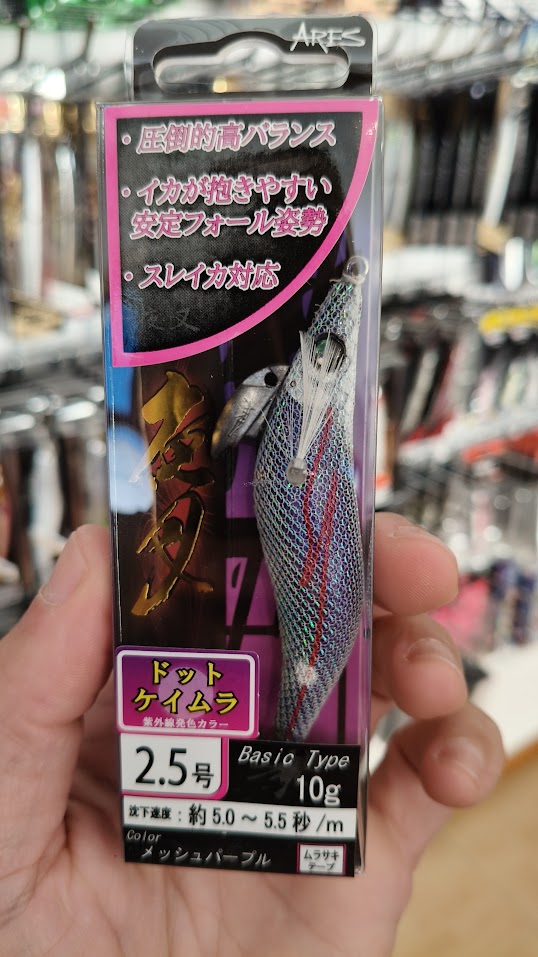 ARES
・圧倒的高バランス
・イカが抱きやすい
安定フォール姿勢
・スレイカ対応
夜叉
ドット
ケイムラ
紫外線発色カラー
2.5号
Basic Type
10g
沈下速度：約5.0～5.5秒/m
Color
メッシュパープル
ムラサキ
テープ